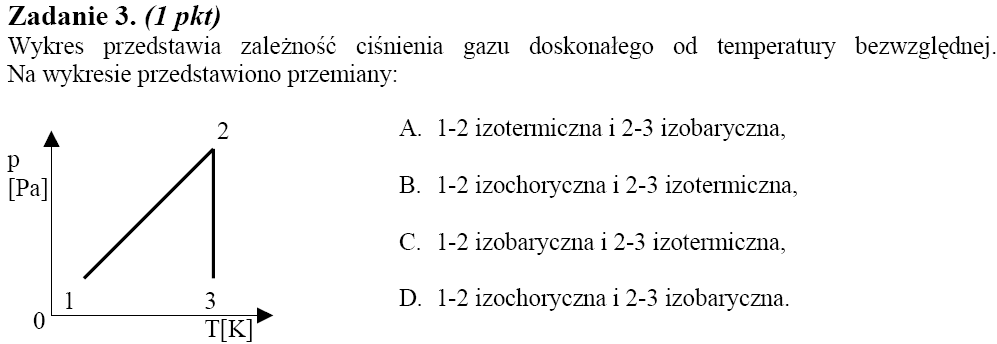 Zadanie 3. (1 pkt)
Wykres przedstawia zależność ciśnienia gazu doskonałego od temperatury bezwzględnej.
Na wykresie przedstawiono przemiany:
2
p
[Pa]
1
3
0
T[K]
A. 1-2 izotermiczna i 2-3 izobaryczna,
B. 1-2 izochoryczna i 2-3 izotermiczna,
C. 1-2 izobaryczna i 2-3 izotermiczna,
D. 1-2 izochoryczna i 2-3 izobaryczna.